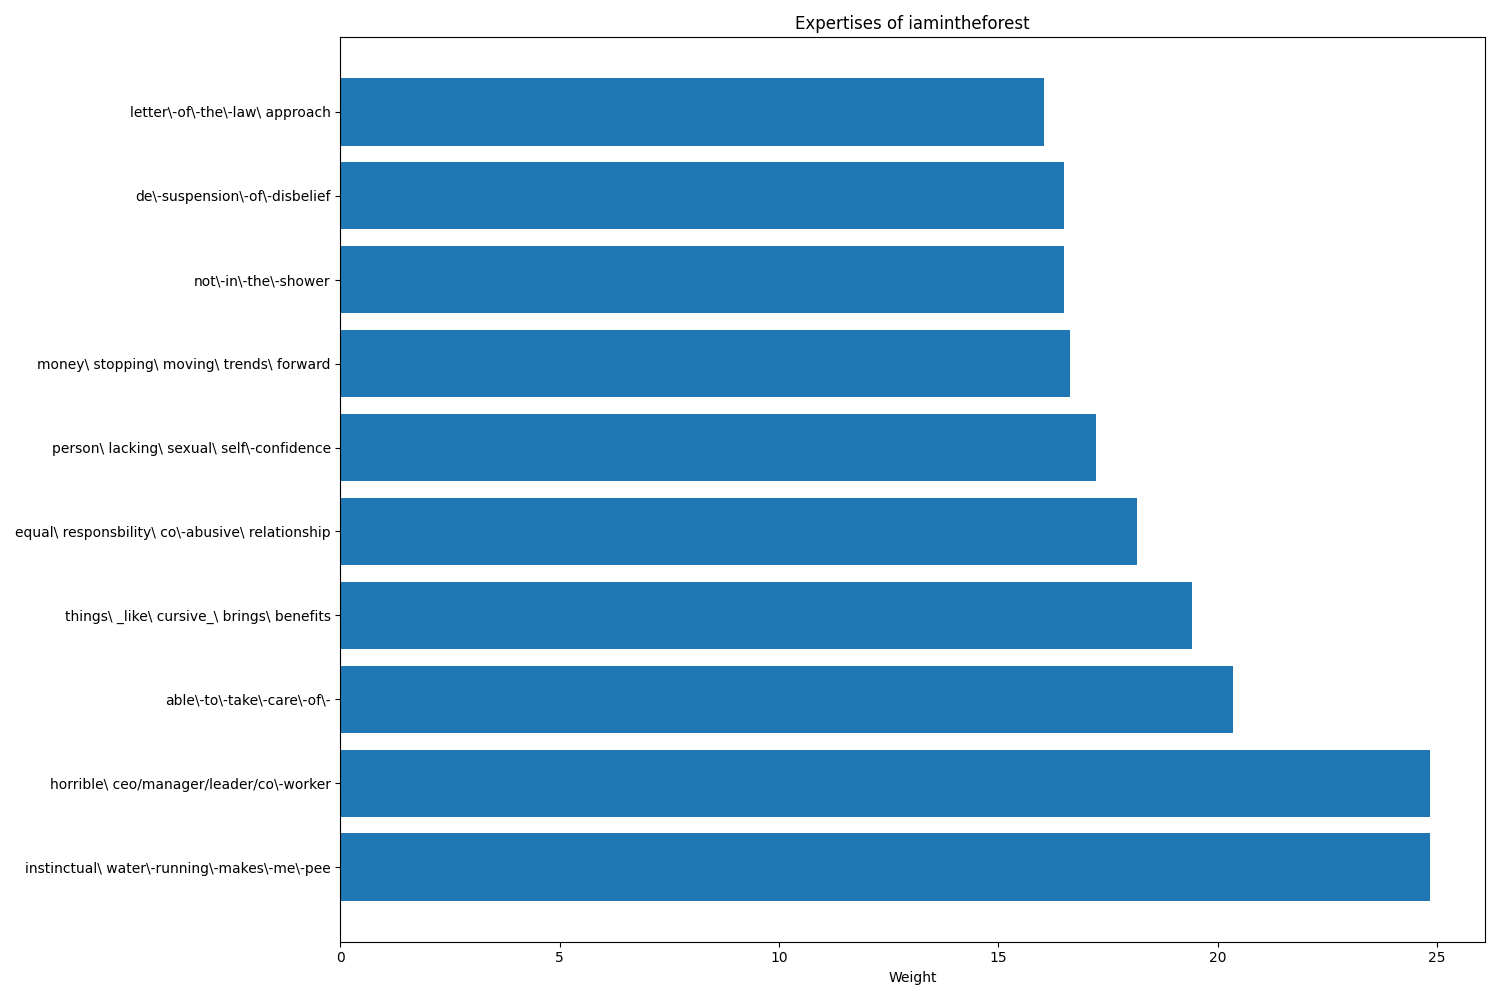 Expertises of iamintheforest
letter\-of\-the\-law\ approach
de\-suspension\-of\-disbelief
not\-in\-the\-shower
money\ stopping\ moving\ trends\ forward
person\ lacking\ sexual\ self\-confidence
equal\ responsbility\ co\-abusive\ relationship
things\ _like\ cursive_\ brings\ benefits
able\-to\-take\-care\-of\-
horrible\ ceo/manager/leader/co\-worker
instinctual\ water\-running\-makes\-me\-pee
0 5 10 15 20 25
Weight